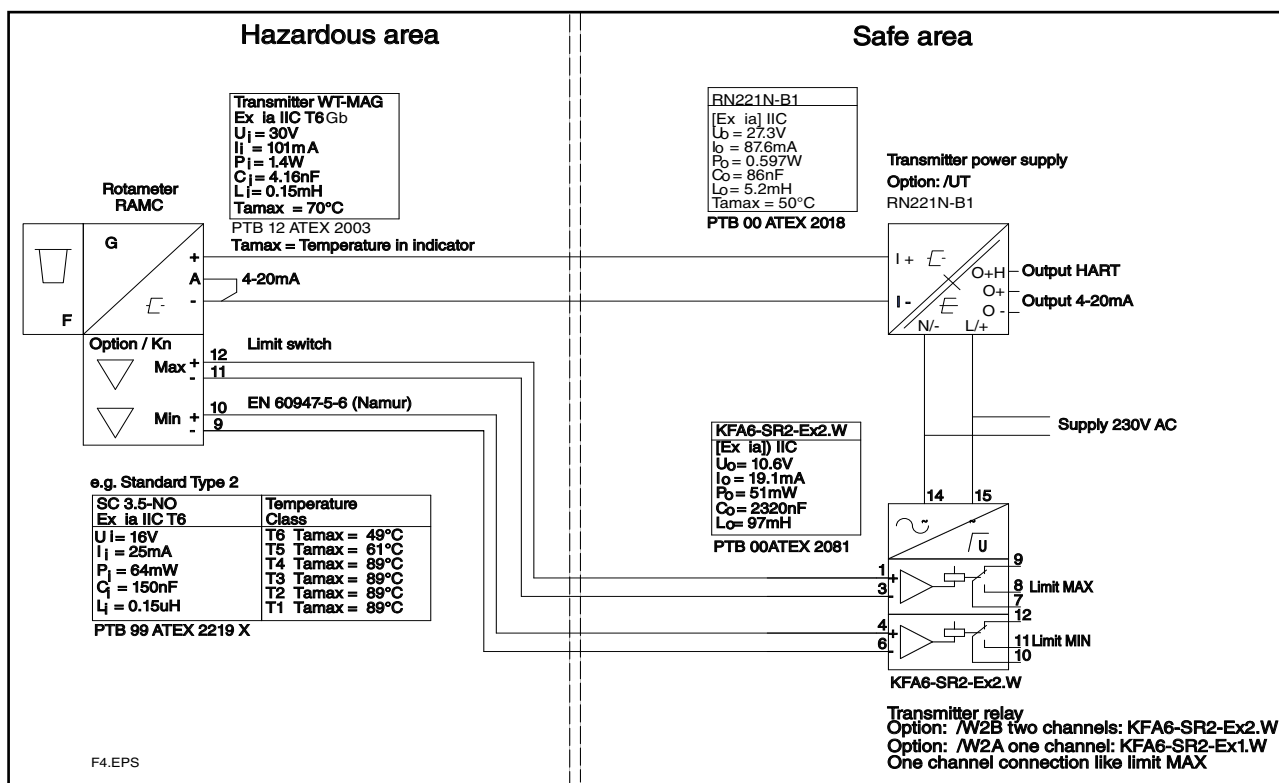 Hazardous area
Safe area
Transmitter WT-MAG
Ex ia IIC T6 Gb
Ui = 30V
Ii = 101mA
Pi = 1.4W
Ci = 4.16nF
Li = 0.15mH
Tamax = 70°C
PTB 12 ATEX 2003
Tamax = Temperature in indicator
RN221N-B1
[Ex ia] IIC
Uo = 27.3V
Io = 87.6mA
Po = 0.597W
Co = 86nF
Lo = 5.2mH
Tamax = 50°C
PTB 00 ATEX 2018
Transmitter power supply
Option: /UT
RN221N-B1
Rotameter
RAMC
G
F
+
A
-
4-20mA
I +
I -
O+H
O+
O -
N/-
L/+
Output HART
Output 4-20mA
Option / Kn
Limit switch
Max +
-
12
11
Min +
-
10
9
EN 60947-5-6 (Namur)
Supply 230V AC
KFA6-SR2-Ex2.W
[Ex ia]) IIC
Uo= 10.6V
Io = 19.1mA
Po = 51mW
Co = 2320nF
Lo= 97mH
PTB 00ATEX 2081
e.g. Standard Type 2
SC 3.5-NO
Ex ia IIC T6
Ui= 16V
Ii = 25mA
Pi = 64mW
Ci = 150nF
Li = 0.15uH
Temperature
Class
T6 Tamax = 49°C
T5 Tamax = 61°C
T4 Tamax = 89°C
T3 Tamax = 89°C
T2 Tamax = 89°C
T1 Tamax = 89°C
PTB 99 ATEX 2219 X
14
15
~
~
U
1
+
3
-
9
8
7
Limit MAX
4
+
6
-
12
11
10
Limit MIN
KFA6-SR2-Ex2.W
Transmitter relay
Option: /W2B two channels: KFA6-SR2-Ex2.W
Option: /W2A one channel: KFA6-SR2-Ex1.W
One channel connection like limit MAX
F4.EPS